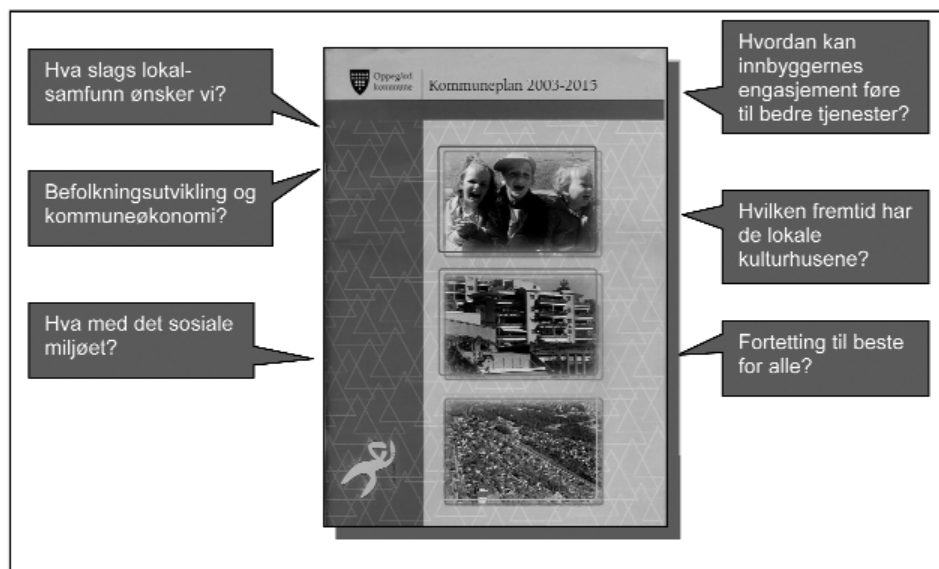 Hva slags lokal-
samfunn ønsker vi?
Befolkningsutvikling og
kommuneøkonomi?
Hva med det sosiale
miljøet?
Oppegård
kommune
Kommuneplan 2003-2015
Hvordan kan
innbyggernes
engasjement føre
til bedre tjenester?
Hvilken fremtid har
de lokale
kulturhusene?
Fortetting til beste
for alle?